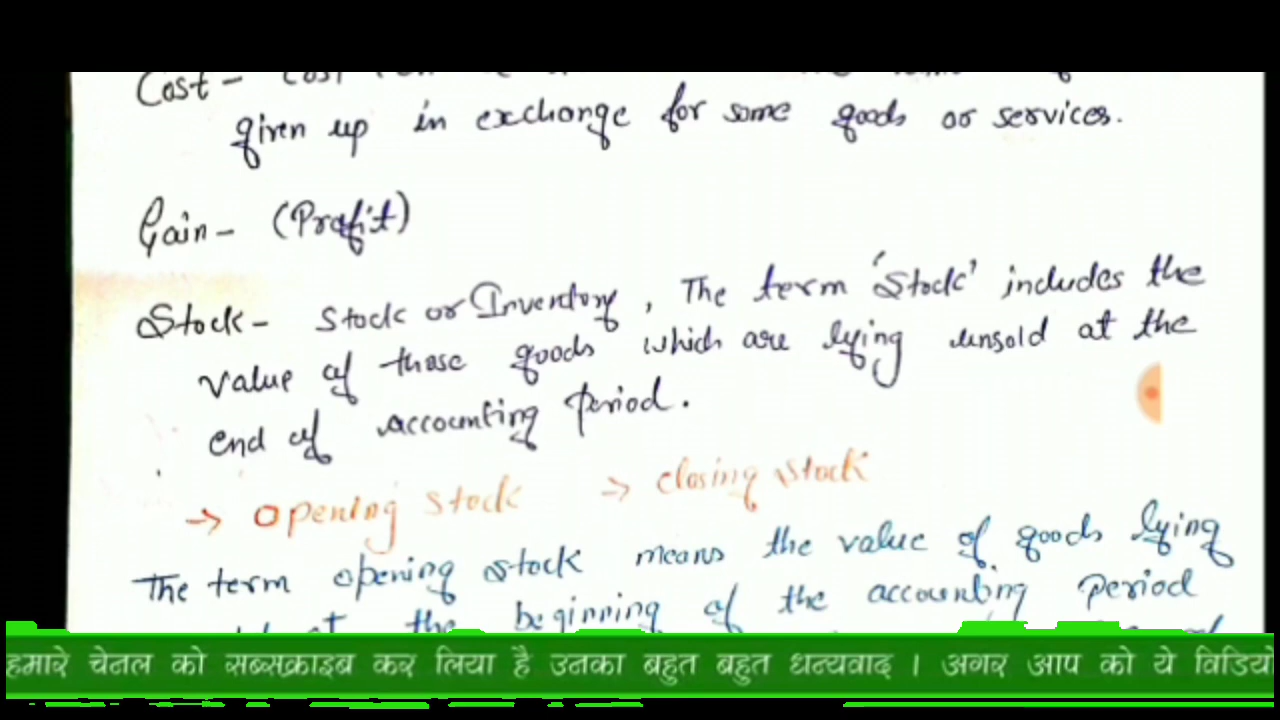 Cost - Cost
given up in exchange for some goods or services.
Gain - (Profit)
Stock - Stock or Inventory, The term 'Stock' includes the
value of those goods which are lying unsold at the
end of accounting period.
→ Opening stock → closing stock
The term opening stock means the value of goods lying
the beginning of the accounting period
हमारे चेनल को सब्सक्राइब कर लिया है उनका बहुत बहुत धन्यवाद । अगर आप को ये विडियो